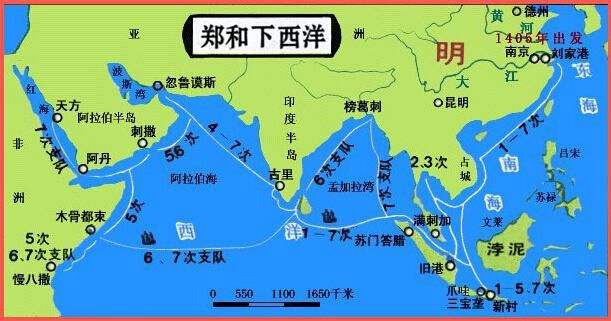 郑和下西洋
德州
黄
河
1406年出发
南京
刘家港
明
大
江
昆明
东
海
亚
洲
波
斯
湾
忽鲁谟斯
红
海
天方
阿拉伯半岛
刺撒
7次支队
阿丹
5.6次
4－7次
印
度
半
岛
榜葛刺
6次支队
孟加拉湾
7次支队
2.3次
占
城
1－7次
吕宋
南
海
苏禄
文莱
非
洲
阿拉伯海
古里
木骨都束
5次
5次
6.7次支队
慢八撒
西
洋
6、7次支队
1－7次
苏门答腊
满刺加
浡泥
旧港
爪哇
三宝垄
1－5.7次
新村
0 550 1100 1650千米